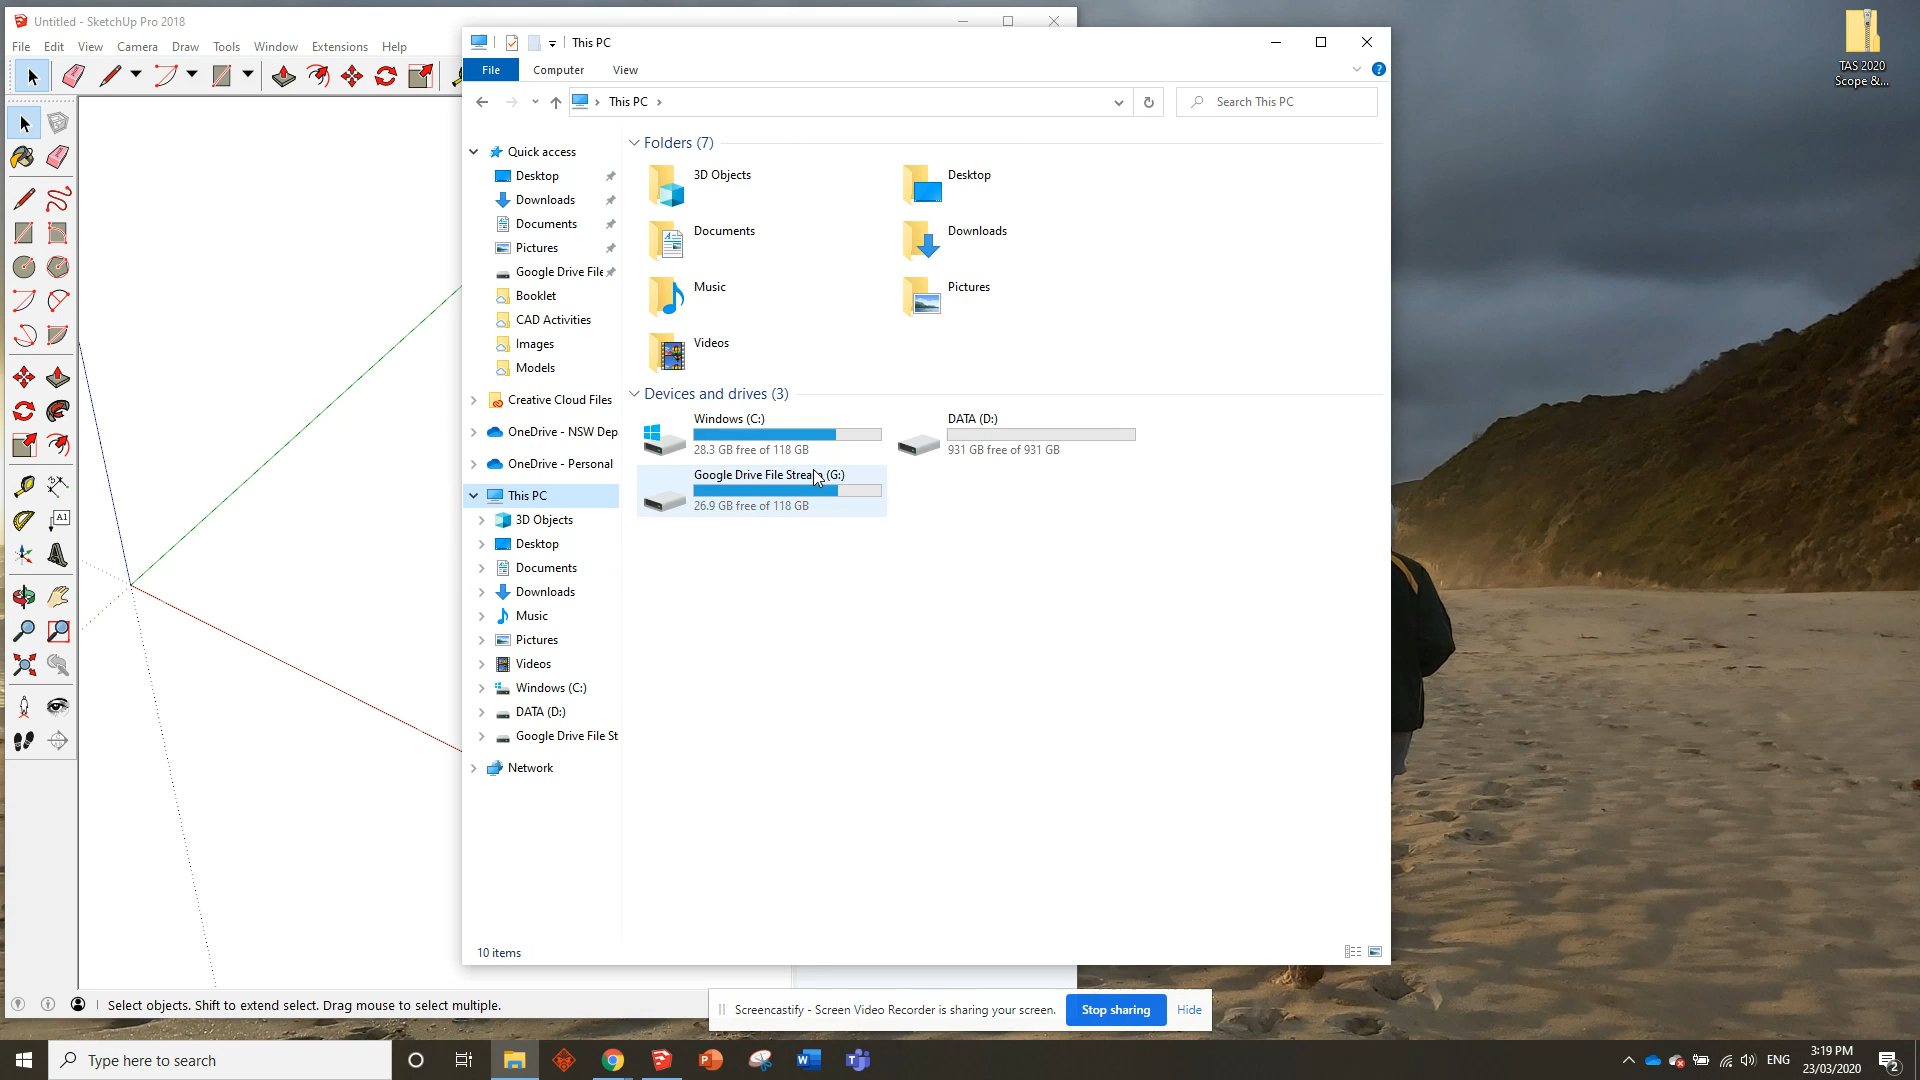 Untitled - SketchUp Pro 2018
File Edit View Camera Draw Tools Window Extensions Help
This PC
File Computer View
This PC
Search This PC
Quick access
Desktop
Downloads
Documents
Pictures
Google Drive File
Booklet
CAD Activities
Images
Models
Creative Cloud Files
OneDrive - NSW Dep
OneDrive - Personal
This PC
3D Objects
Desktop
Documents
Downloads
Music
Pictures
Videos
Windows (C:)
DATA (D:)
Google Drive File St
Network
Folders (7)
3D Objects
Desktop
Documents
Downloads
Music
Pictures
Videos
Devices and drives (3)
Windows (C:)
28.3 GB free of 118 GB
DATA (D:)
931 GB free of 931 GB
Google Drive File Stream (G:)
26.9 GB free of 118 GB
10 items
A1
Select objects. Shift to extend select. Drag mouse to select multiple.
Screencastify - Screen Video Recorder is sharing your screen.
Stop sharing
Hide
TAS 2020
Scope &...
Type here to search
ENG
3:19 PM
23/03/2020
2